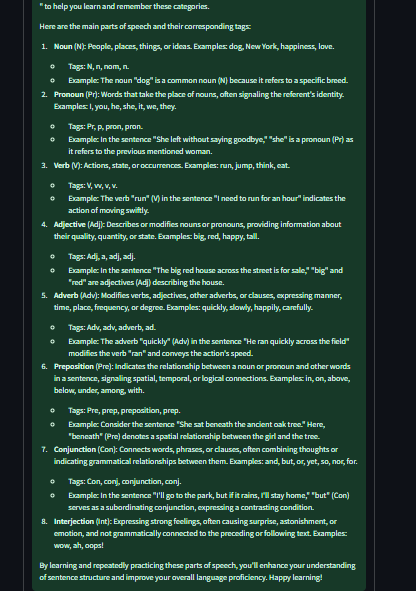 " to help you learn and remember these categories.
Here are the main parts of speech and their corresponding tags:
1. Noun (N): People, places, things, or ideas. Examples: dog, New York, happiness, love.
o Tags: N, n, nom, n.
o Example: The noun "dog" is a common noun (N) because it refers to a specific breed.
2. Pronoun (Pr): Words that take the place of nouns, often signaling the referent's identity.
Examples: I, you, he, she, it, we, they.
o Tags: Pr, p, pron, pron.
o Example: In the sentence "She left without saying goodbye," "she" is a pronoun (Pr) as
it refers to the previous mentioned woman.
3. Verb (V): Actions, state, or occurrences. Examples: run, jump, think, eat.
o Tags: V, vv, v, v.
o Example: The verb "run" (V) in the sentence "I need to run for an hour" indicates the
action of moving swiftly.
4. Adjective (Adj): Describes or modifies nouns or pronouns, providing information about
their quality, quantity, or state. Examples: big, red, happy, tall.
o Tags: Adj, a, adj, adj.
o Example: In the sentence "The big red house across the street is for sale," "big" and
"red" are adjectives (Adj) describing the house.
5. Adverb (Adv): Modifies verbs, adjectives, other adverbs, or clauses, expressing manner,
time, place, frequency, or degree. Examples: quickly, slowly, happily, carefully.
o Tags: Adv, adv, adverb, ad.
o Example: The adverb "quickly" (Adv) in the sentence "He ran quickly across the field"
modifies the verb "ran" and conveys the action's speed.
6. Preposition (Pre): Indicates the relationship between a noun or pronoun and other words
in a sentence, signaling spatial, temporal, or logical connections. Examples: in, on, above,
below, under, among, with.
o Tags: Pre, prep, preposition, prep.
o Example: Consider the sentence "She sat beneath the ancient oak tree." Here,
"beneath" (Pre) denotes a spatial relationship between the girl and the tree.
7. Conjunction (Con): Connects words, phrases, or clauses, often combining thoughts or
indicating grammatical relationships between them. Examples: and, but, or, yet, so, nor, for.
o Tags: Con, conj, conjunction, conj.
o Example: In the sentence "I'll go to the park, but if it rains, I'll stay home," "but" (Con)
serves as a subordinating conjunction, expressing a contrasting condition.
8. Interjection (Int): Expressing strong feelings, often causing surprise, astonishment, or
emotion, and not grammatically connected to the preceding or following text. Examples:
wow, ah, oops!
By learning and repeatedly practicing these parts of speech, you'll enhance your understanding
of sentence structure and improve your overall language proficiency. Happy learning!